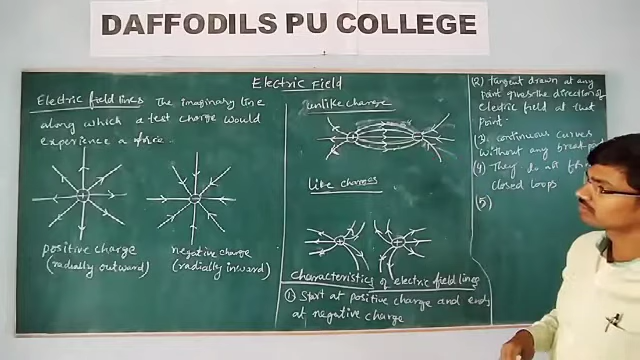 DAFFODILS PU COLLEGE
Electric Field
Electric field lines The imaginary line
along which a test charge would
experience a force.
+
-
positive charge
(radially outward)
negative charge
(radially inward)
unlike charge
+
-
Like charges
+
+
Characteristics of electric field lines
(1) Start at positive charge and ends
at negative charge
(2) tangent drawn at any
point gives the direction of
electric field at that
point.
(3) continuous curves
without any break
(4) They do
closed loops
(5)